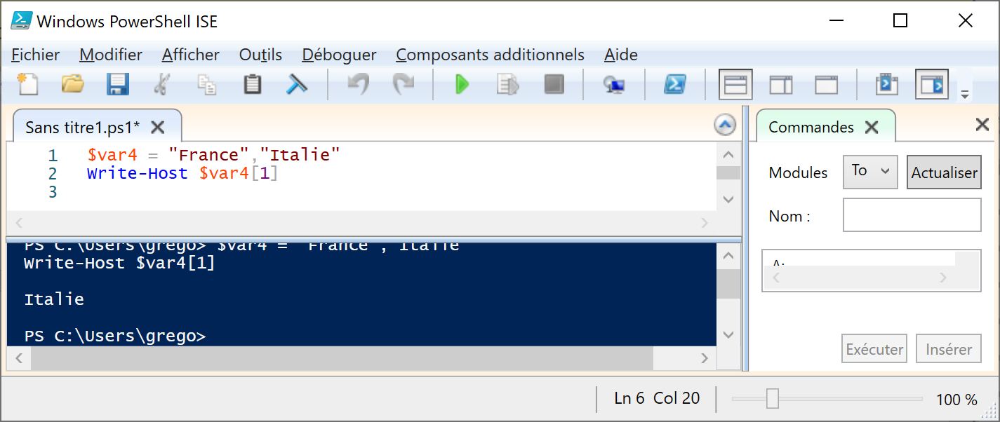 Windows PowerShell ISE
Fichier Modifier Afficher Outils Déboguer Composants additionnels Aide
Sans titre1.ps1*
1 $var4 = "France","Italie"
2 Write-Host $var4[1]
3
PS C:\Users\grego> $var4 = "France","Italie"
Write-Host $var4[1]
Italie
PS C:\Users\grego>
Commandes
Modules To Actualiser
Nom :
Exécuter Insérer
Ln 6 Col 20 100 %